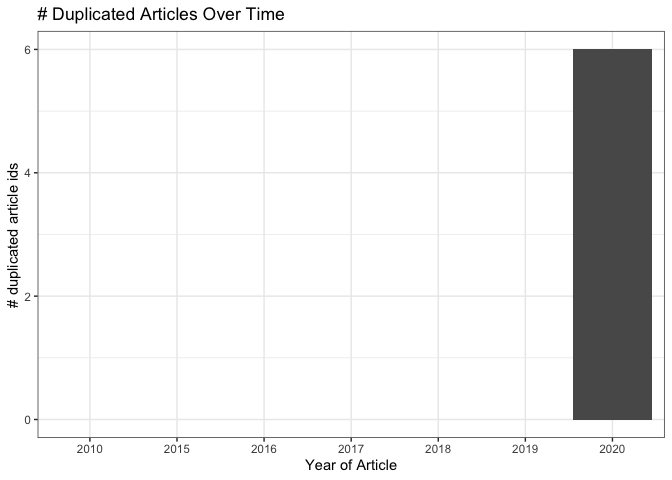 # Duplicated Articles Over Time
# duplicated article ids
6
4
2
0
2010 2015 2016 2017 2018 2019 2020
Year of Article